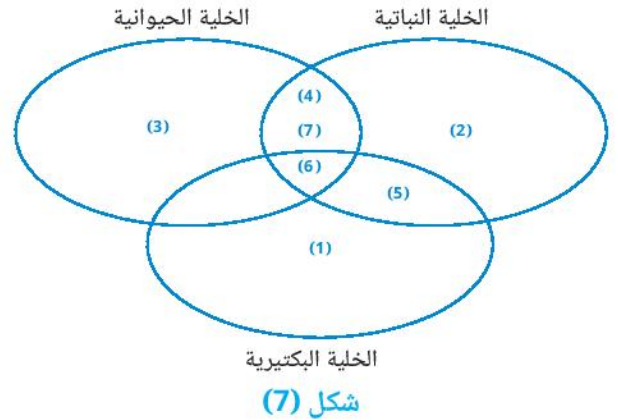 الخلية النباتية
الخلية الحيوانية
(4)
(3)
(7)
(2)
(6)
(5)
(1)
الخلية البكتيرية
شكل (7)